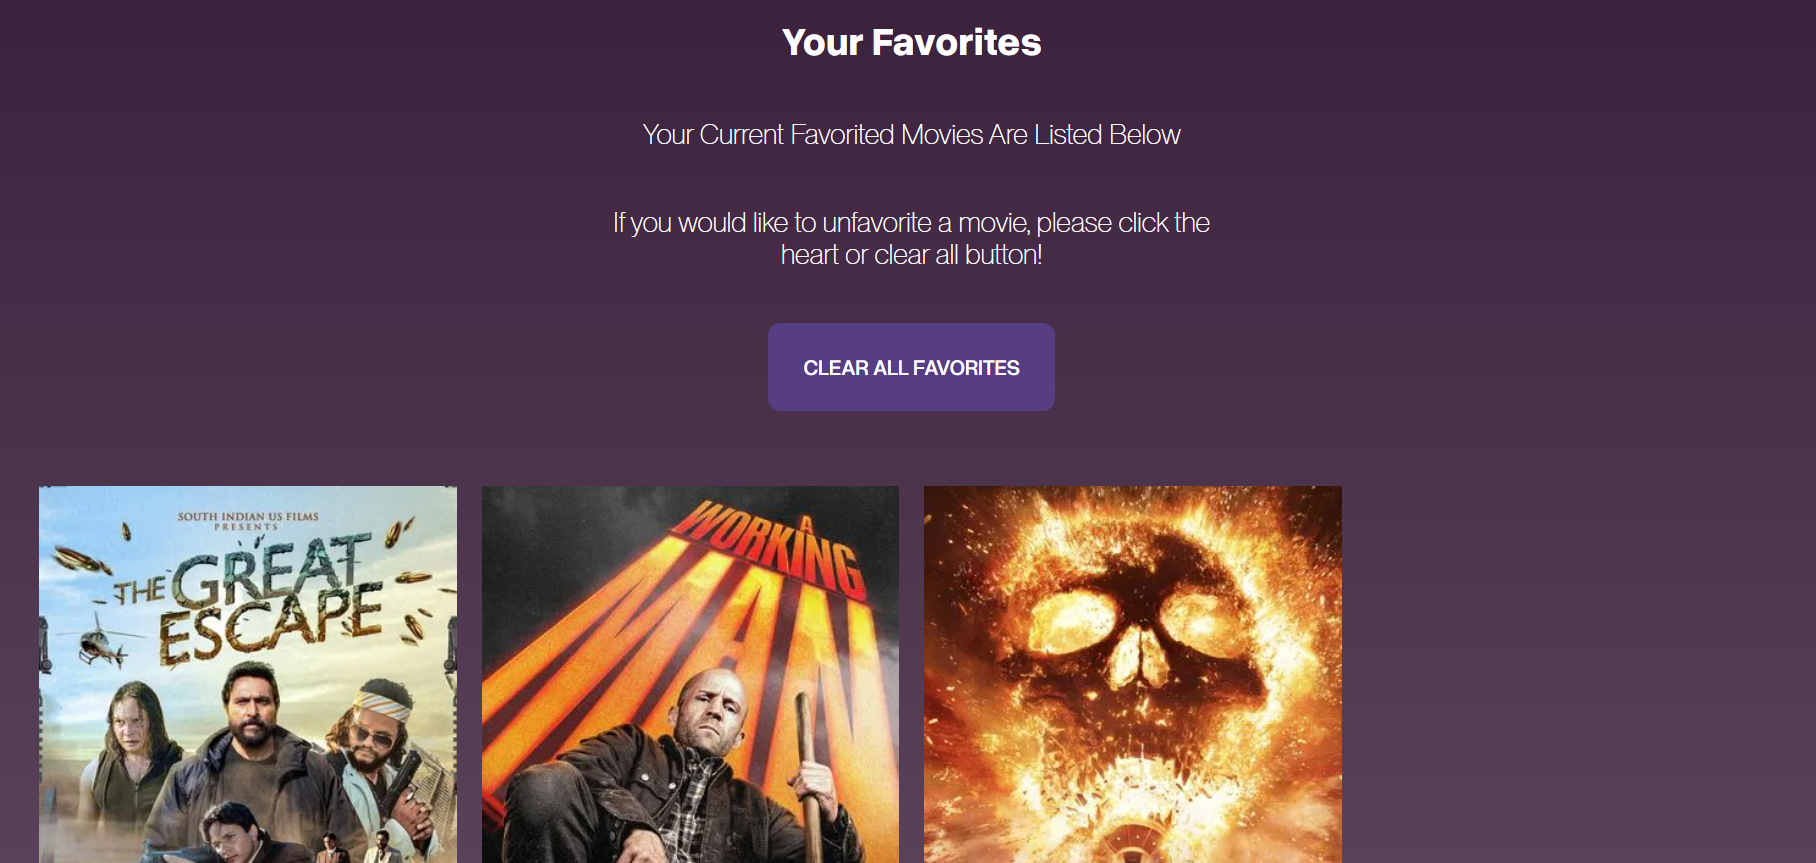 Your Favorites
Your Current Favorited Movies Are Listed Below
If you would like to unfavorite a movie, please click the
heart or clear all button!
CLEAR ALL FAVORITES
SOUTH INDIAN US FILMS
PRESENTS
THE GREAT
ESCAPE
A
WORKING
MAN